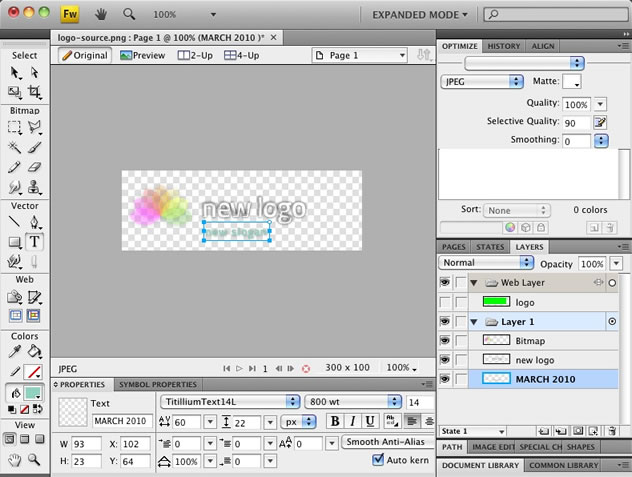 Fw 100% EXPANDED MODE
logo-source.png : Page 1 @ 100% (MARCH 2010 )*
Original Preview 2-Up 4-Up Page 1
Select
Bitmap
Vector
T
Web
Colors
View
new logo
new slogan
JPEG 1 300 x 100 100%
PROPERTIES SYMBOL PROPERTIES
Text
MARCH 2010
TitilliumText14L 800 wt 14
AV 60 22 px B I U
W 93 X: 102 0 0 A 0 Smooth Anti-Alias
H: 23 Y: 64 100% 0 Auto kern
OPTIMIZE HISTORY ALIGN
JPEG Matte:
Quality: 100%
Selective Quality: 90
Smoothing: 0
Sort: None 0 colors
PAGES STATES LAYERS
Normal Opacity 100%
Web Layer
logo
Layer 1
Bitmap
new logo
MARCH 2010
State 1
PATH IMAGE EDIT SPECIAL CH SHAPES
DOCUMENT LIBRARY COMMON LIBRARY